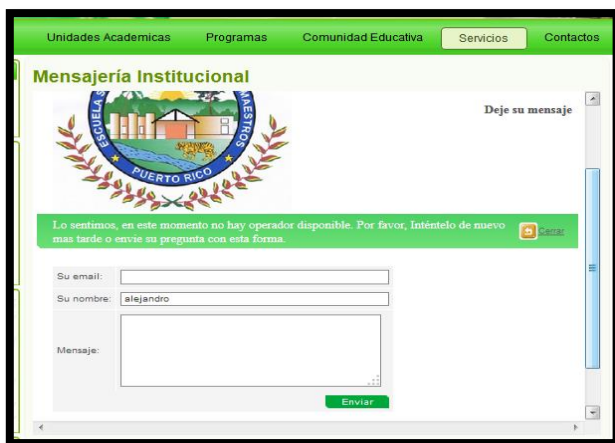 Unidades Academicas Programas Comunidad Educativa Servicios Contactos
Mensajería Institucional
ESCUELA S MAESTROS
PUERTO RICO
Deje su mensaje
Lo sentimos, en este momento no hay operador disponible. Por favor, Inténtelo de nuevo
mas tarde o envie su pregunta con esta forma.
Cerrar
Su email:
Su nombre: alejandro
Mensaje:
Enviar